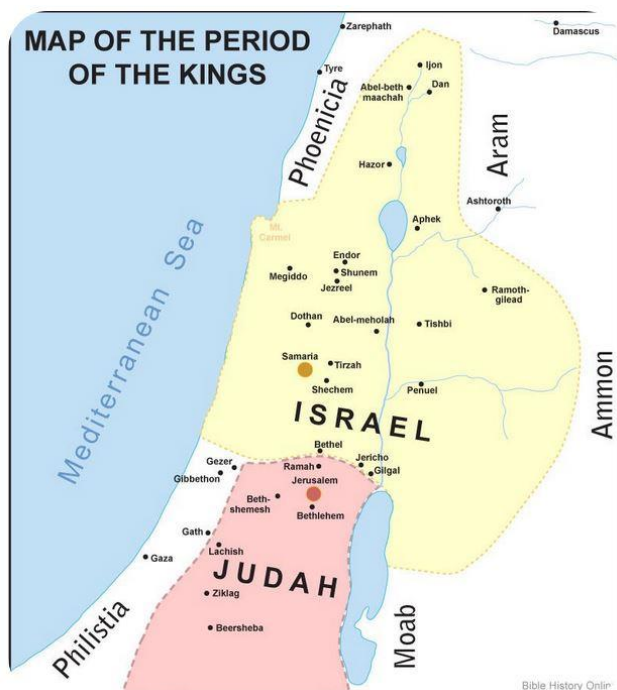 MAP OF THE PERIOD
OF THE KINGS
Zarephath
Damascus
Tyre
Ijon
Abel-beth
maachah
Dan
Phoenicia
Aram
Hazor
Ashtoroth
Aphek
Mt.
Carmel
Mediterranean Sea
Endor
Shunem
Megiddo
Jezreel
Ramoth-
gilead
Dothan
Abel-meholah
Tishbi
Samaria
Tirzah
Shechem
Penuel
Ammon
ISRAEL
Bethel
Gezer
Ramah
Jericho
Gibbethon
Gilgal
Jerusalem
Beth-
shemesh
Bethlehem
Gath
Lachish
Gaza
JUDAH
Ziklag
Moab
Philistia
Beersheba
Bible History Onlin